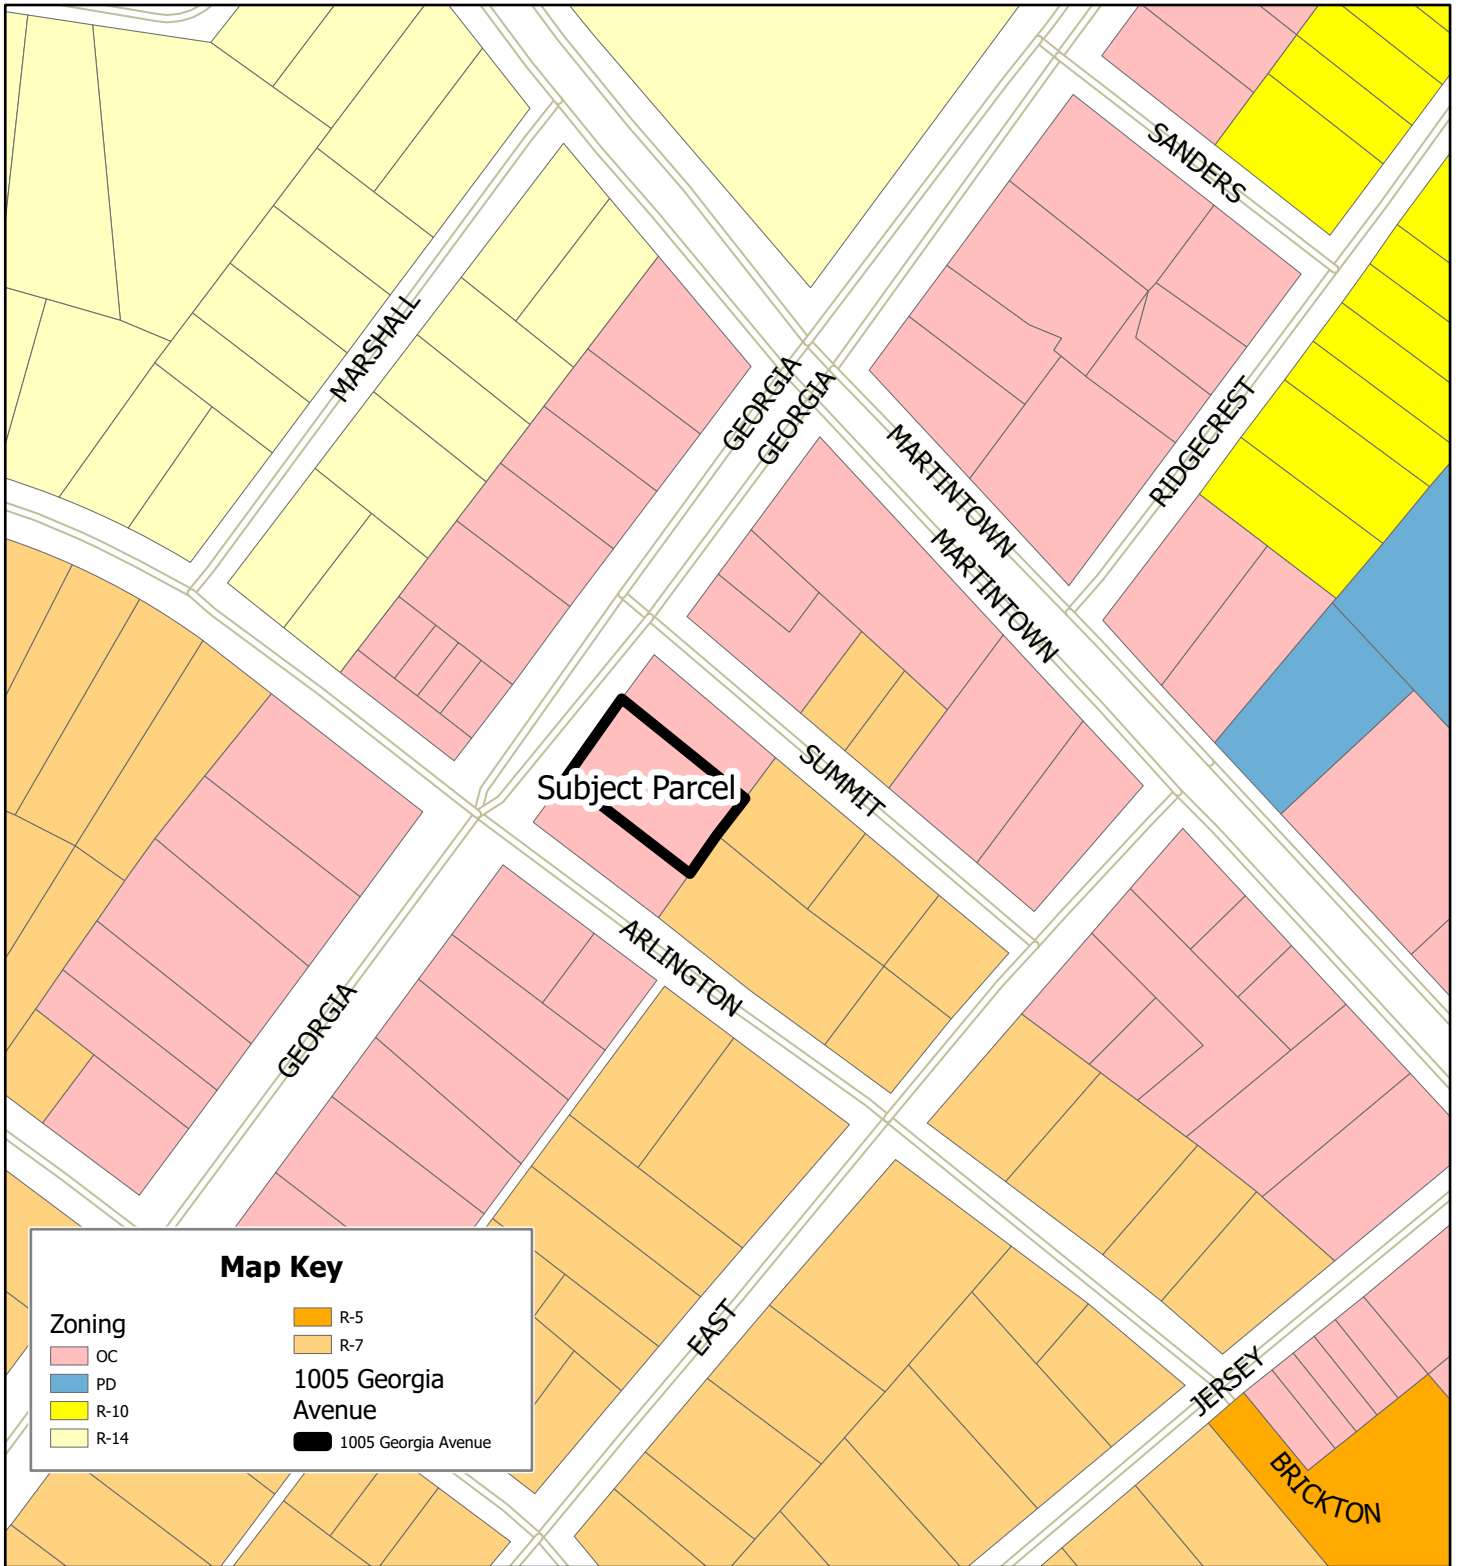 SANDERS
MARSHALL
GEORGIA
GEORGIA
RIDGECREST
MARTINTOWN
MARTINTOWN
SUMMIT
Subject Parcel
ARLINGTON
GEORGIA
EAST
JERSEY
BRICKTON
Map Key
Zoning
OC
PD
R-10
R-14
R-5
R-7
1005 Georgia
Avenue
1005 Georgia Avenue